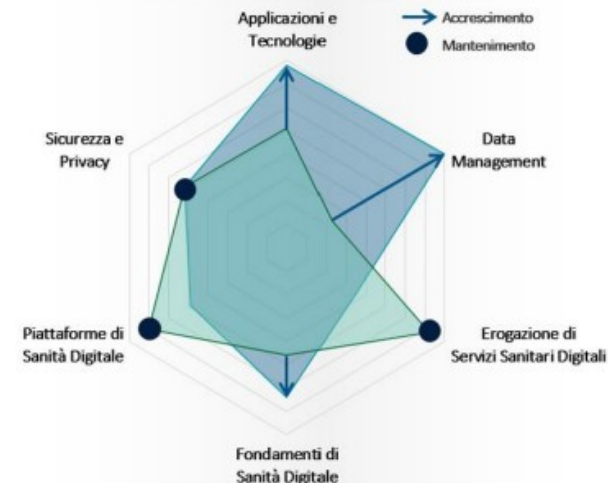 Applicazioni e
Tecnologie
Accrescimento
Mantenimento
Sicurezza e
Privacy
Data
Management
Piattaforme di
Sanità Digitale
Erogazione di
Servizi Sanitari Digitali
Fondamenti di
Sanità Digitale